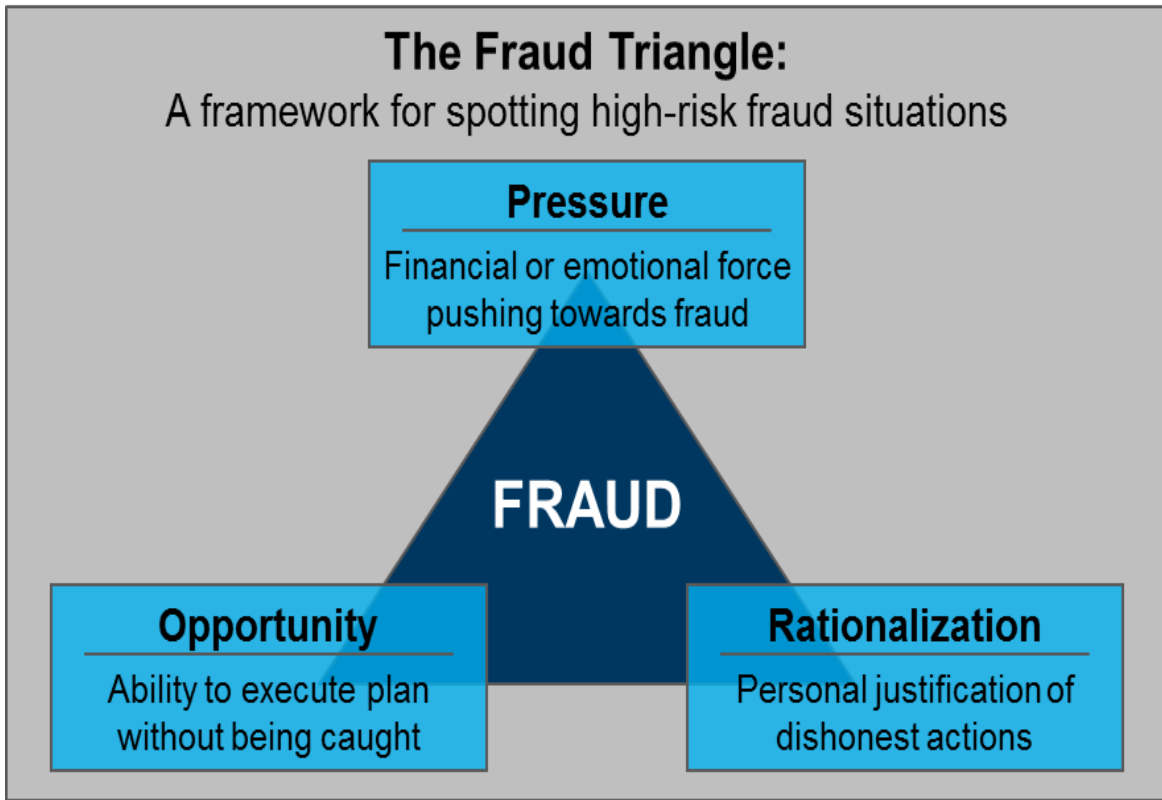 The Fraud Triangle:
A framework for spotting high-risk fraud situations
Pressure
Financial or emotional force
pushing towards fraud
FRAUD
Opportunity
Ability to execute plan
without being caught
Rationalization
Personal justification of
dishonest actions